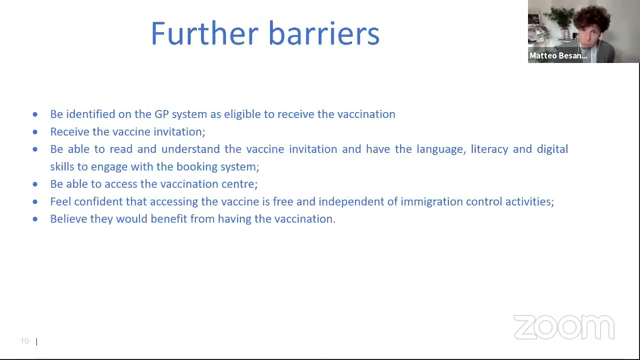 Further barriers
Matteo Besan...
• Be identified on the GP system as eligible to receive the vaccination
• Receive the vaccine invitation;
• Be able to read and understand the vaccine invitation and have the language, literacy and digital
skills to engage with the booking system;
• Be able to access the vaccination centre;
• Feel confident that accessing the vaccine is free and independent of immigration control activities;
• Believe they would benefit from having the vaccination.
zoom
10 |